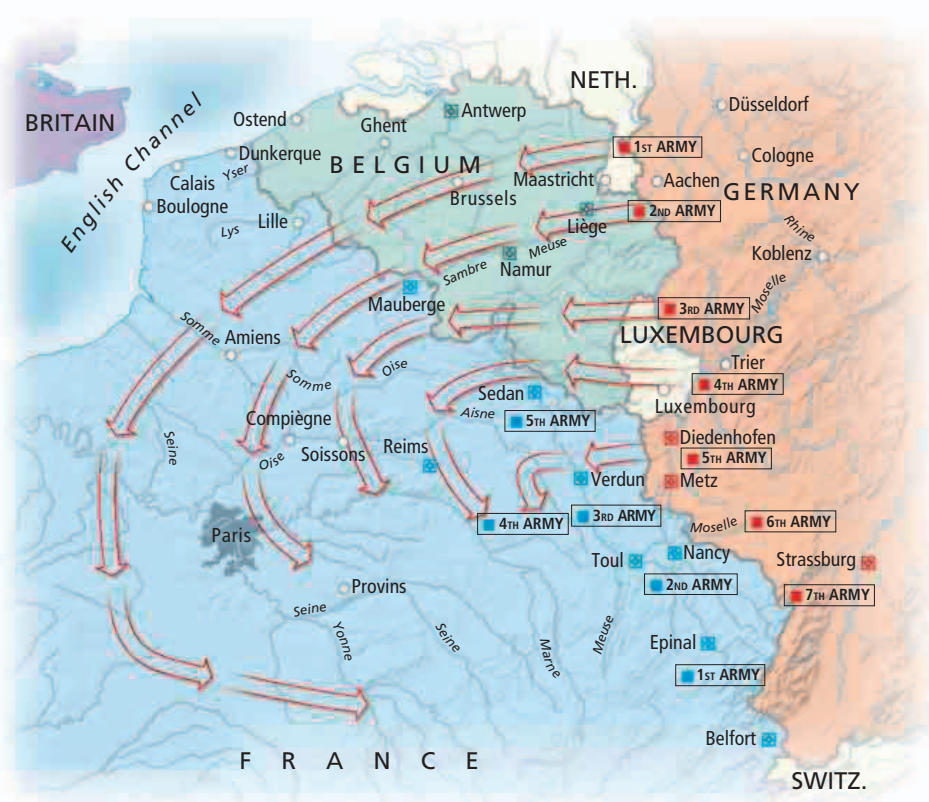 NETH.
Düsseldorf
Antwerp
Ostend
BRITAIN
Ghent
1ST ARMY
Dunkerque
Cologne
BELGIUM
English Channel
Yser
Calais
Maastricht
Aachen
GERMANY
Brussels
Boulogne
2ND ARMY
Lille
Lys
Liège
Rhine
Meuse
Koblenz
Sambre
Namur
Moselle
Mauberge
3RD ARMY
Somme
Amiens
LUXEMBOURG
Oise
Trier
Somme
4TH ARMY
Sedan
Luxembourg
Aisne
Compiègne
5TH ARMY
Diedenhofen
Seine
Soissons
Reims
5TH ARMY
Oise
Verdun
Metz
4TH ARMY
3RD ARMY
Moselle
6TH ARMY
Paris
Toul
Nancy
Strassburg
Provins
2ND ARMY
7TH ARMY
Seine
Yonne
Seine
Marne
Meuse
Epinal
1ST ARMY
Belfort
FRANCE
SWITZ.